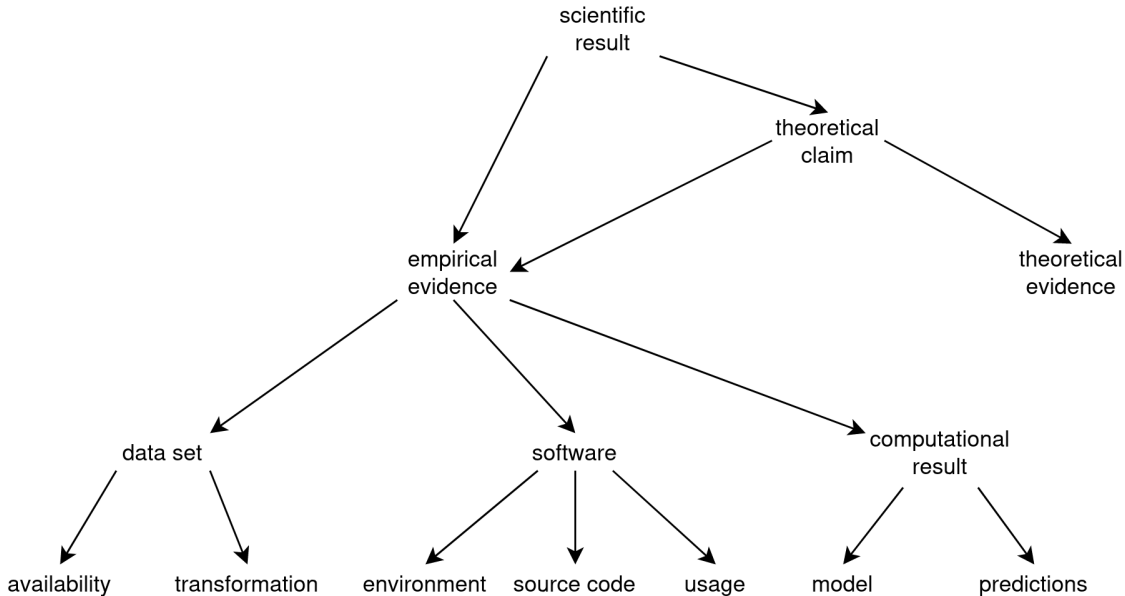 scientific
result
theoretical
claim
empirical
evidence
theoretical
evidence
data set
software
computational
result
availability
transformation
environment
source code
usage
model
predictions